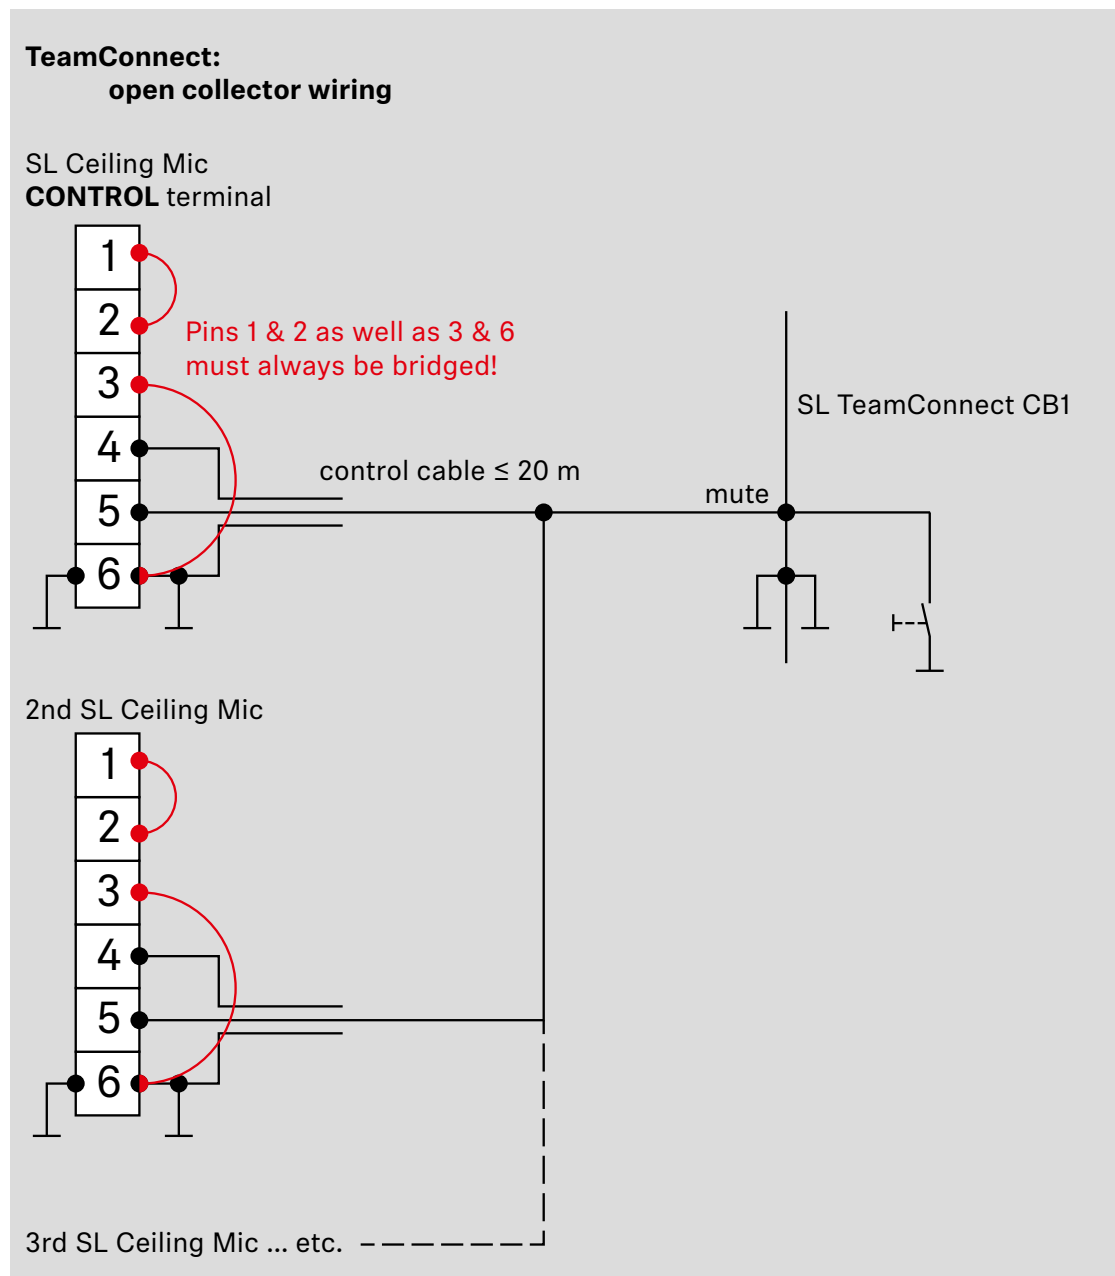 TeamConnect:
open collector wiring
SL Ceiling Mic
CONTROL terminal
1
2
Pins 1 & 2 as well as 3 & 6
must always be bridged!
3
SL TeamConnect CB1
4
control cable ≤ 20 m
mute
5
6
2nd SL Ceiling Mic
1
2
3
4
5
6
3rd SL Ceiling Mic ... etc.